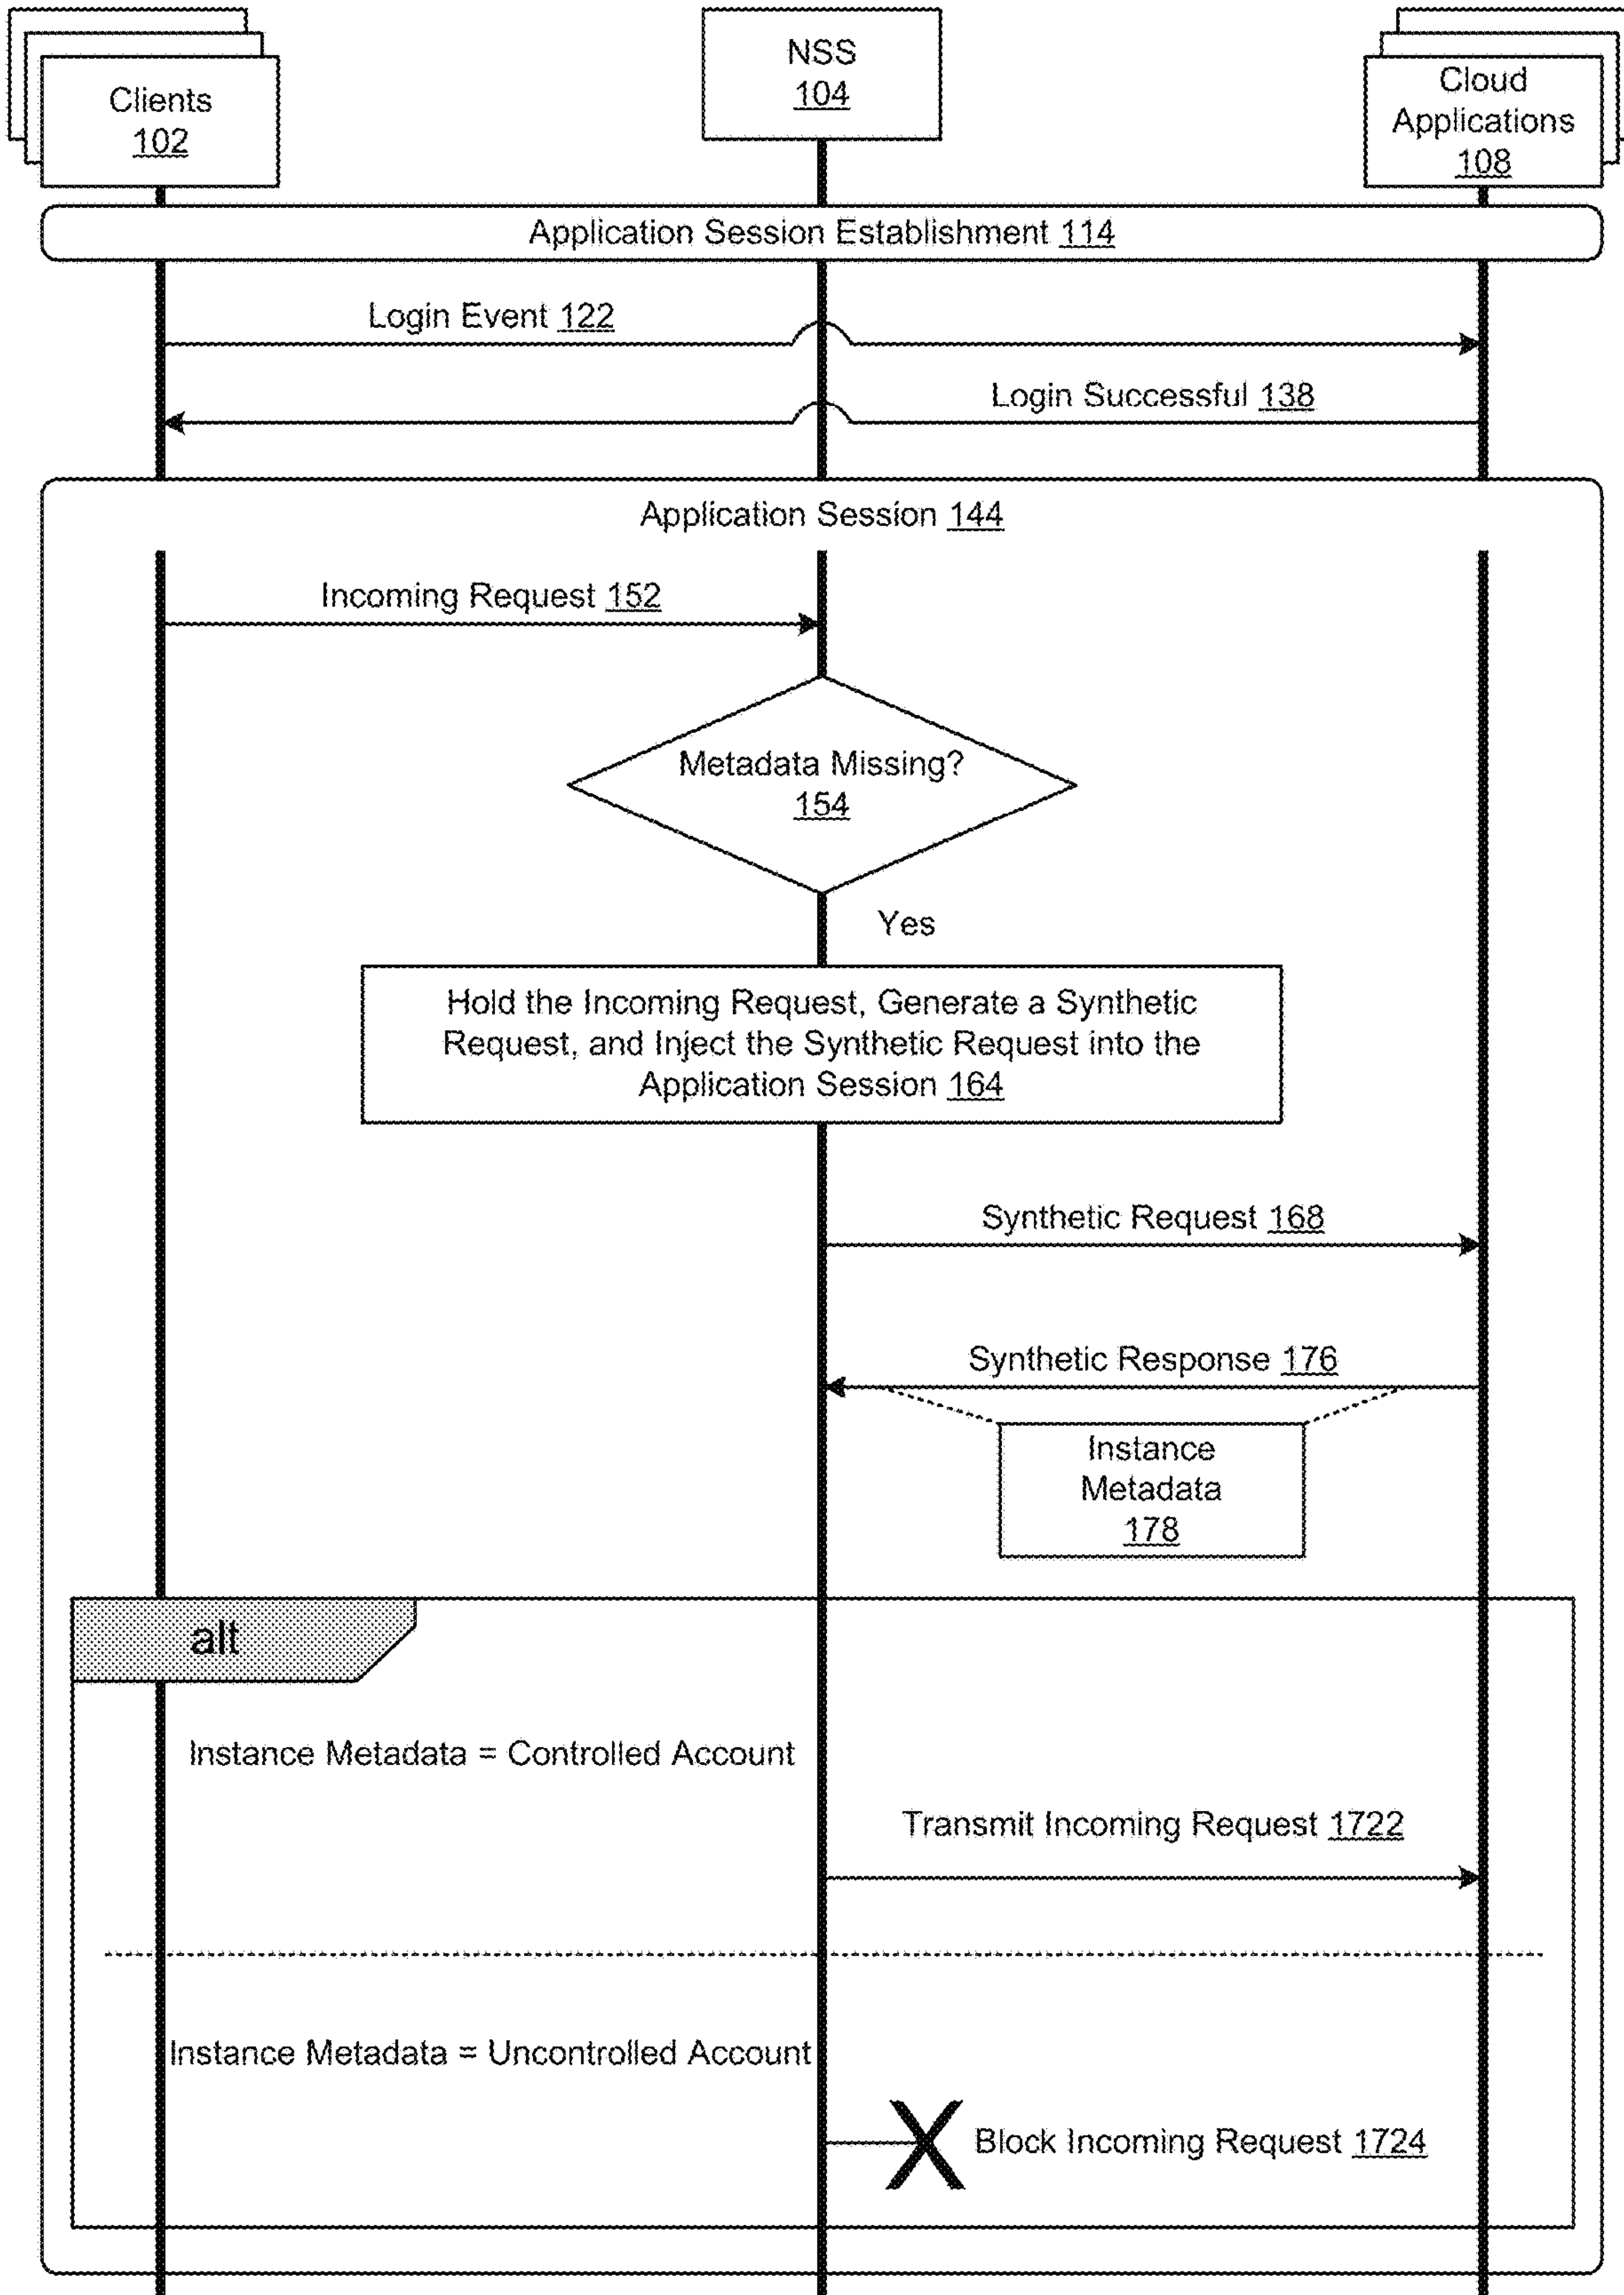 Clients
102
NSS
104
Cloud
Applications
108
Application Session Establishment 114
Login Event 122
Login Successful 138
Application Session 144
Incoming Request 152
Metadata Missing?
154
Yes
Hold the Incoming Request, Generate a Synthetic
Request, and Inject the Synthetic Request into the
Application Session 164
Synthetic Request 168
Synthetic Response 176
Instance
Metadata
178
alt
Instance Metadata = Controlled Account
Transmit Incoming Request 1722
Instance Metadata = Uncontrolled Account
Block Incoming Request 1724